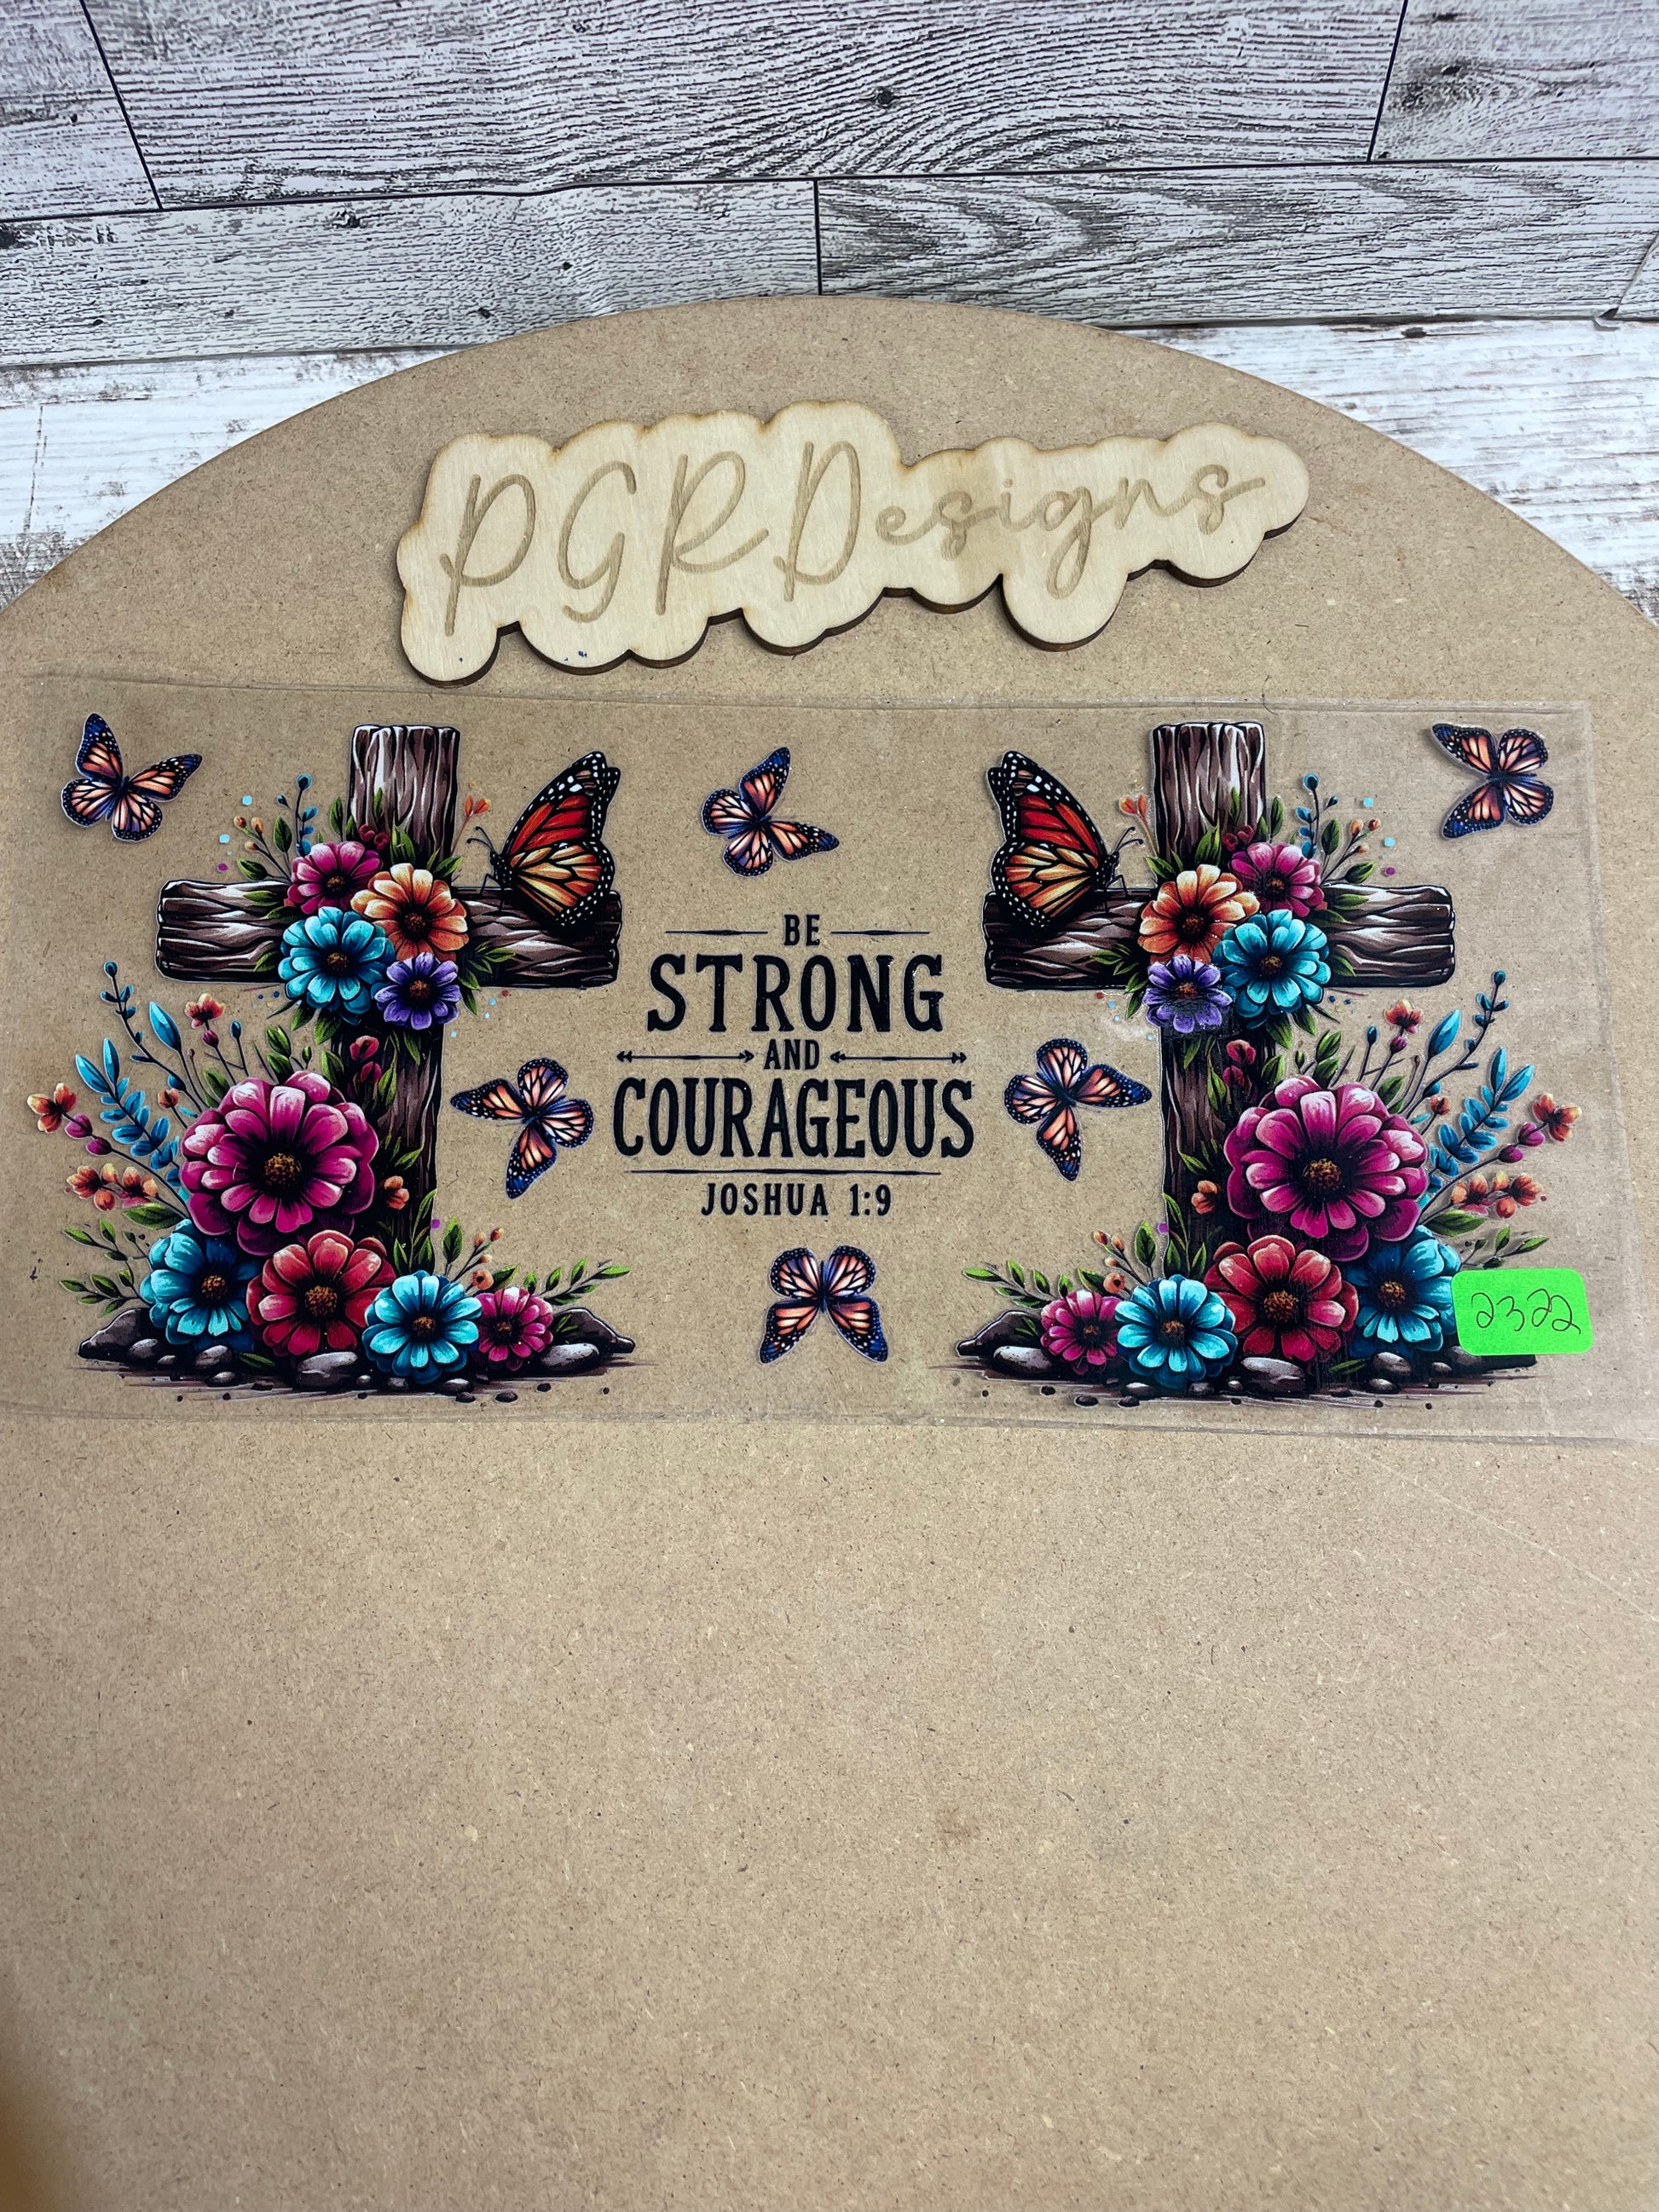 PGRDesigns
BE
STRONG
AND
COURAGEOUS
JOSHUA 1:9
2322